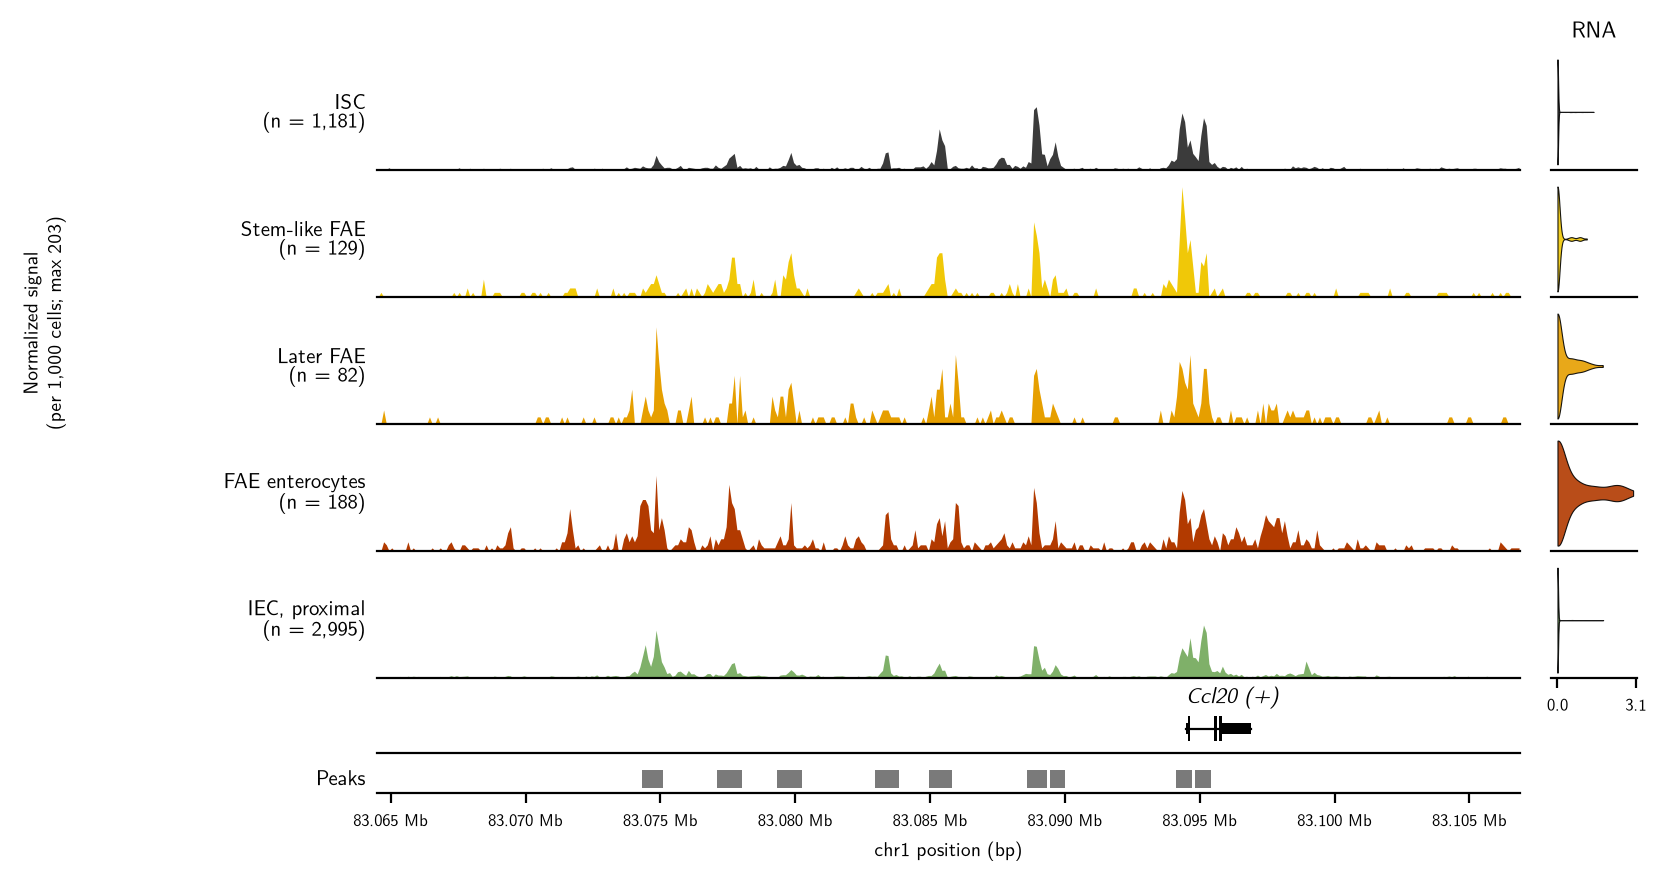 RNA
ISC
(n = 1,181)
Stem-like FAE
(n = 129)
Normalized signal
(per 1,000 cells; max 203)
Later FAE
(n = 82)
FAE enterocytes
(n = 188)
IEC, proximal
(n = 2,995)
Ccl20 (+)
0.0 3.1
Peaks
83.065 Mb 83.070 Mb 83.075 Mb 83.080 Mb 83.085 Mb 83.090 Mb 83.095 Mb 83.100 Mb 83.105 Mb
chr1 position (bp)